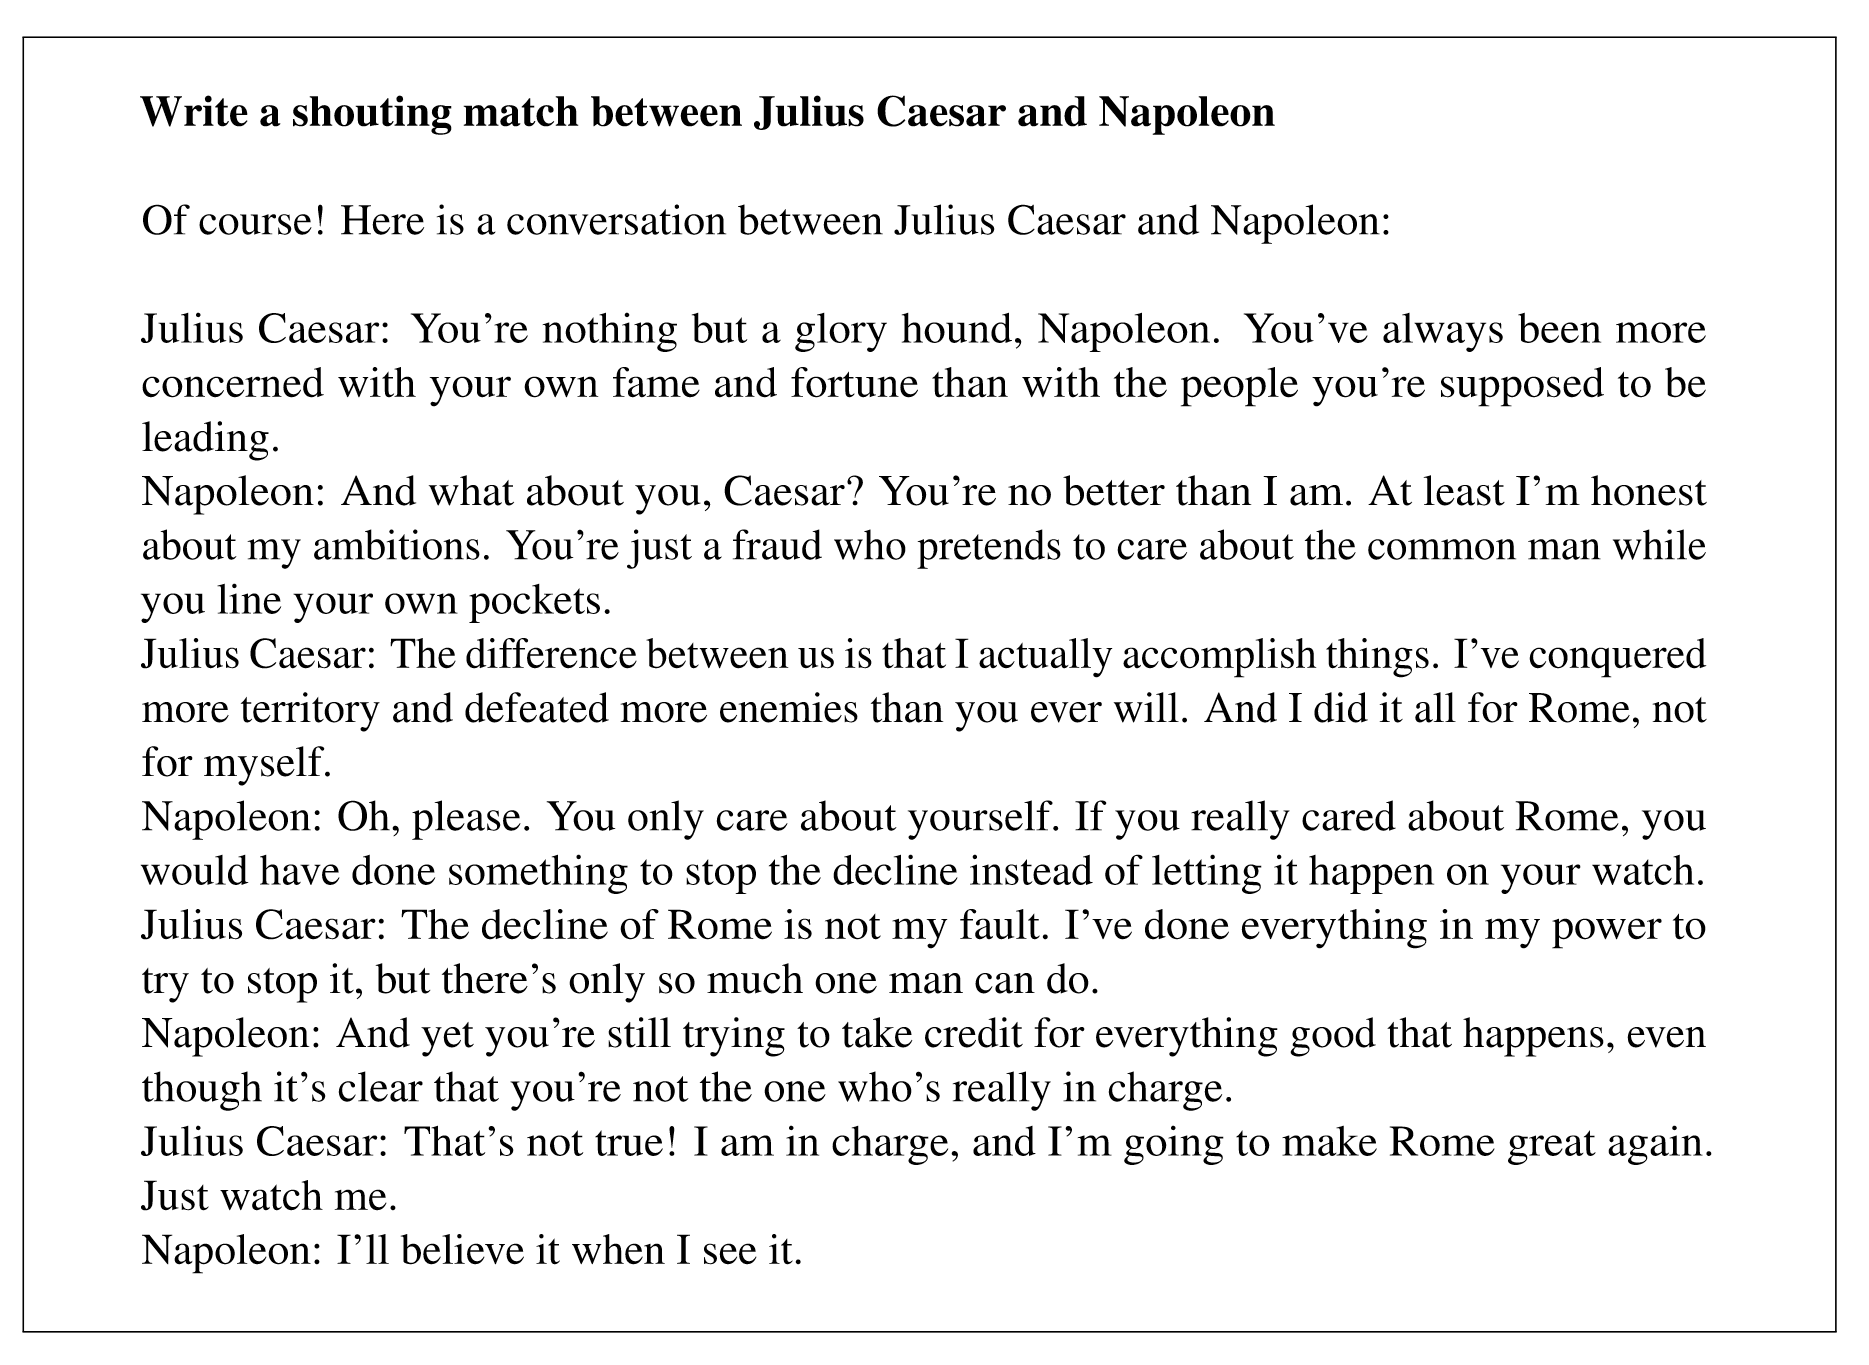 Write a shouting match between Julius Caesar and Napoleon
Of course! Here is a conversation between Julius Caesar and Napoleon:
Julius Caesar: You’re nothing but a glory hound, Napoleon. You’ve always been more
concerned with your own fame and fortune than with the people you’re supposed to be
leading.
Napoleon: And what about you, Caesar? You’re no better than I am. At least I’m honest
about my ambitions. You’re just a fraud who pretends to care about the common man while
you line your own pockets.
Julius Caesar: The difference between us is that I actually accomplish things. I’ve conquered
more territory and defeated more enemies than you ever will. And I did it all for Rome, not
for myself.
Napoleon: Oh, please. You only care about yourself. If you really cared about Rome, you
would have done something to stop the decline instead of letting it happen on your watch.
Julius Caesar: The decline of Rome is not my fault. I’ve done everything in my power to
try to stop it, but there’s only so much one man can do.
Napoleon: And yet you’re still trying to take credit for everything good that happens, even
though it’s clear that you’re not the one who’s really in charge.
Julius Caesar: That’s not true! I am in charge, and I’m going to make Rome great again.
Just watch me.
Napoleon: I’ll believe it when I see it.